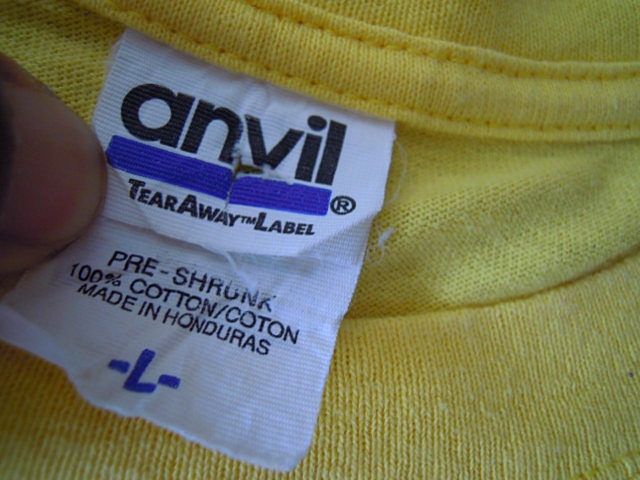 anvil®
TEARAWAY™LABEL
PRE-SHRUNK
100% COTTON/COTON
MADE IN HONDURAS
-L-